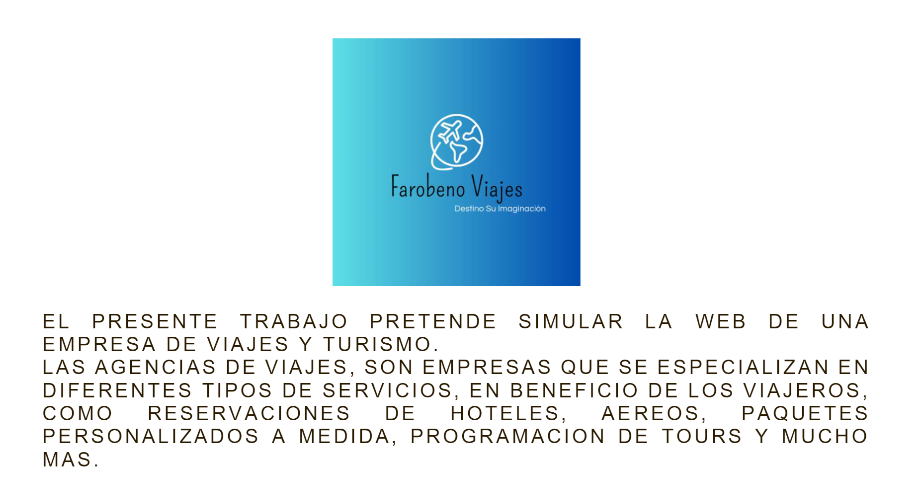 Farobeno Viajes
Destino Su Imaginación
EL PRESENTE TRABAJO PRETENDE SIMULAR LA WEB DE UNA
EMPRESA DE VIAJES Y TURISMO.
LAS AGENCIAS DE VIAJES, SON EMPRESAS QUE SE ESPECIALIZAN EN
DIFERENTES TIPOS DE SERVICIOS, EN BENEFICIO DE LOS VIAJEROS,
COMO RESERVACIONES DE HOTELES, AEREOS, PAQUETES
PERSONALIZADOS A MEDIDA, PROGRAMACION DE TOURS Y MUCHO
MAS.